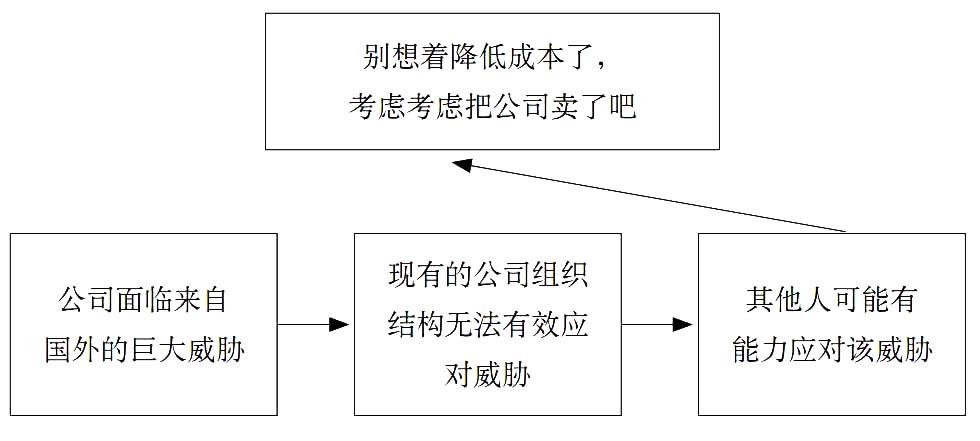 别想着降低成本了，
考虑考虑把公司卖了吧
公司面临来自
国外的巨大威胁
现有的公司组织
结构无法有效应
对威胁
其他人可能有
能力应对该威胁